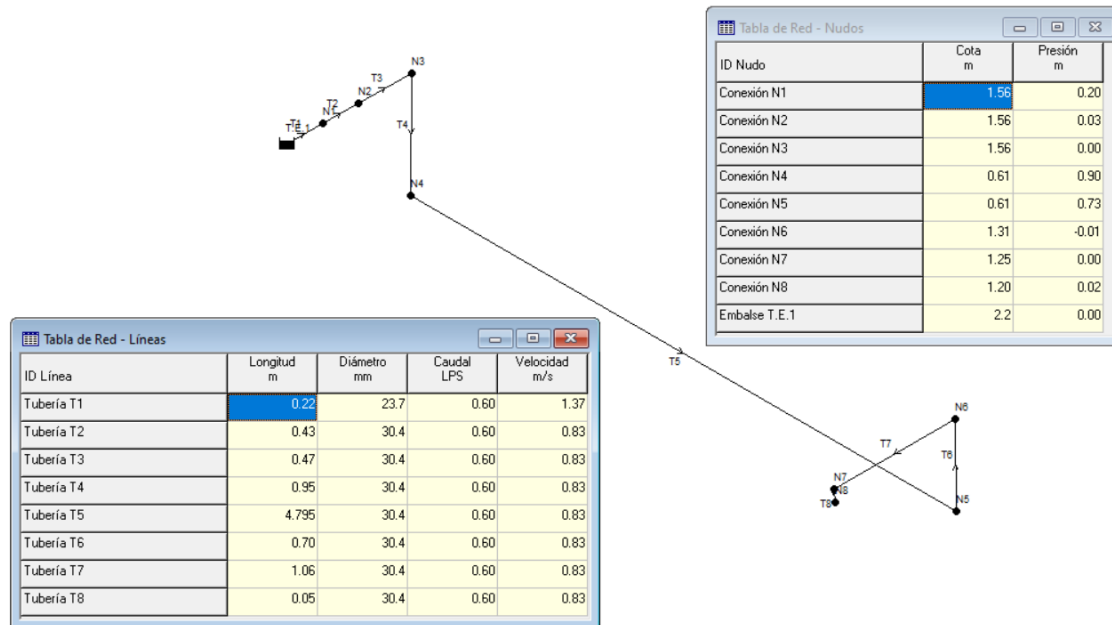 Tabla de Red - Nudos
ID Nudo Cota m Presión m
Conexión N1 1.56 0.20
Conexión N2 1.56 0.03
Conexión N3 1.56 0.00
Conexión N4 0.61 0.90
Conexión N5 0.61 0.73
Conexión N6 1.31 -0.01
Conexión N7 1.25 0.00
Conexión N8 1.20 0.02
Embalse T.E.1 2.2 0.00
N3
T3
N2
T2
N1
T1
T.E.1
T4
N4
T5
N6
T7
T6
N7
N8
T8
N5
Tabla de Red - Líneas
ID Línea Longitud m Diámetro mm Caudal LPS Velocidad m/s
Tubería T1 0.22 23.7 0.60 1.37
Tubería T2 0.43 30.4 0.60 0.83
Tubería T3 0.47 30.4 0.60 0.83
Tubería T4 0.95 30.4 0.60 0.83
Tubería T5 4.795 30.4 0.60 0.83
Tubería T6 0.70 30.4 0.60 0.83
Tubería T7 1.06 30.4 0.60 0.83
Tubería T8 0.05 30.4 0.60 0.83